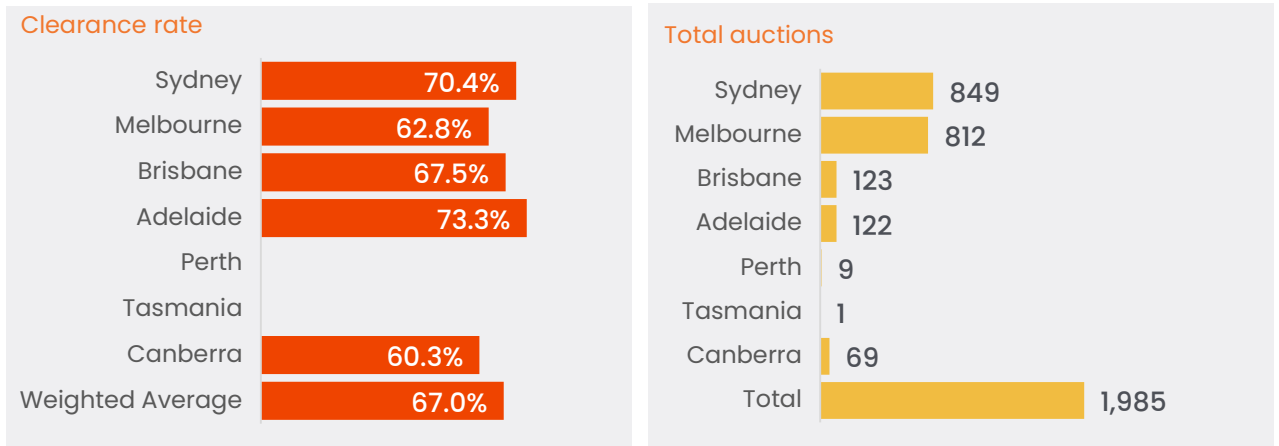 Clearance rate
Sydney 70.4%
Melbourne 62.8%
Brisbane 67.5%
Adelaide 73.3%
Perth
Tasmania
Canberra 60.3%
Weighted Average 67.0%
Total auctions
Sydney 849
Melbourne 812
Brisbane 123
Adelaide 122
Perth 9
Tasmania 1
Canberra 69
Total 1,985